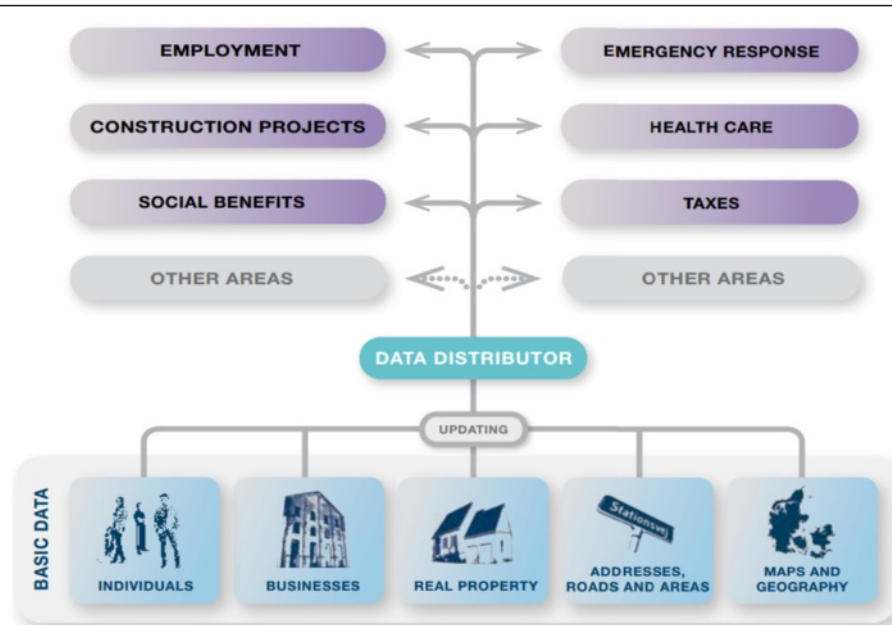 EMPLOYMENT
EMERGENCY RESPONSE
CONSTRUCTION PROJECTS
HEALTH CARE
SOCIAL BENEFITS
TAXES
OTHER AREAS
OTHER AREAS
DATA DISTRIBUTOR
UPDATING
BASIC DATA
INDIVIDUALS
BUSINESSES
REAL PROPERTY
Stationsvej
ADDRESSES,
ROADS AND AREAS
MAPS AND
GEOGRAPHY